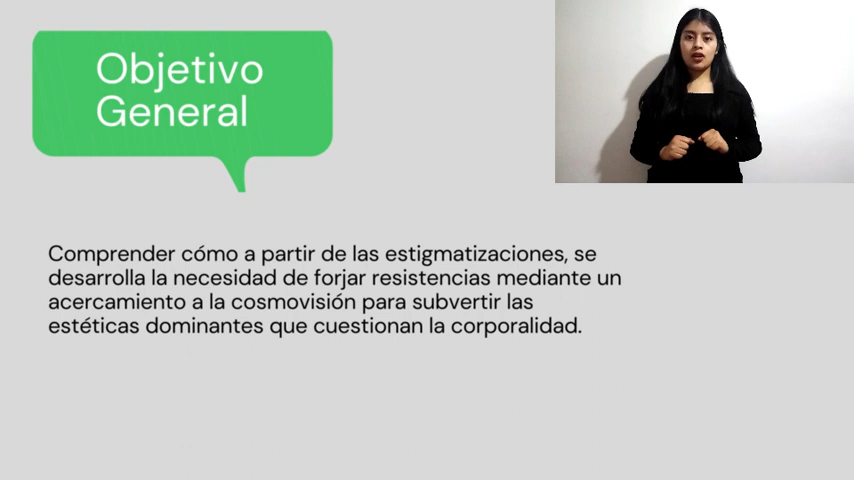 Objetivo
General
Comprender cómo a partir de las estigmatizaciones, se
desarrolla la necesidad de forjar resistencias mediante un
acercamiento a la cosmovisión para subvertir las
estéticas dominantes que cuestionan la corporalidad.